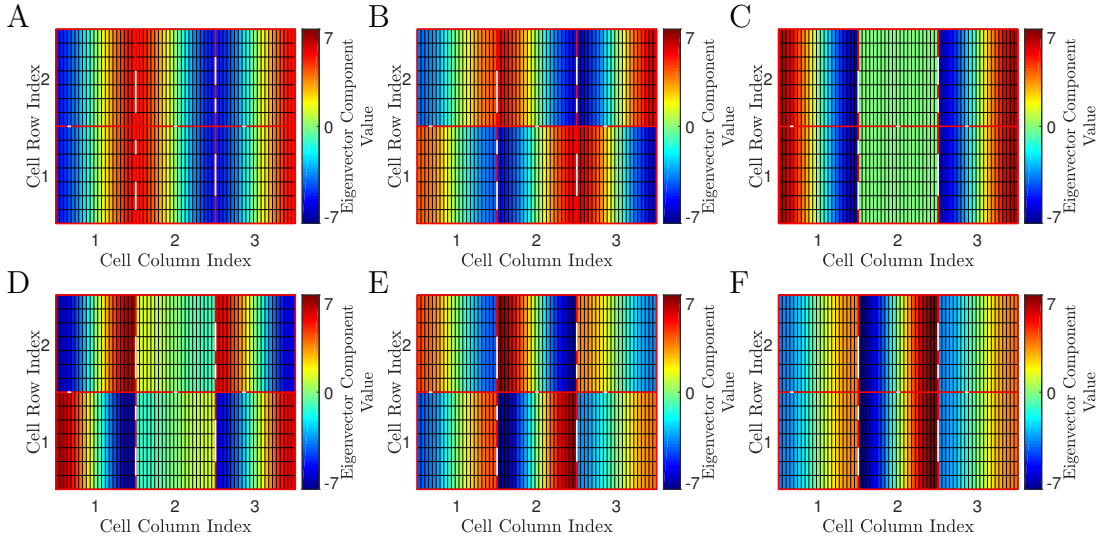 A
Cell Row Index
2
1
1 2 3
Cell Column Index
7
0
-7
Eigenvector Component
Value
B
Cell Row Index
2
1
1 2 3
Cell Column Index
7
0
-7
Eigenvector Component
Value
C
Cell Row Index
2
1
1 2 3
Cell Column Index
7
0
-7
Eigenvector Component
Value
D
Cell Row Index
2
1
1 2 3
Cell Column Index
7
0
-7
Eigenvector Component
Value
E
Cell Row Index
2
1
1 2 3
Cell Column Index
7
0
-7
Eigenvector Component
Value
F
Cell Row Index
2
1
1 2 3
Cell Column Index
7
0
-7
Eigenvector Component
Value